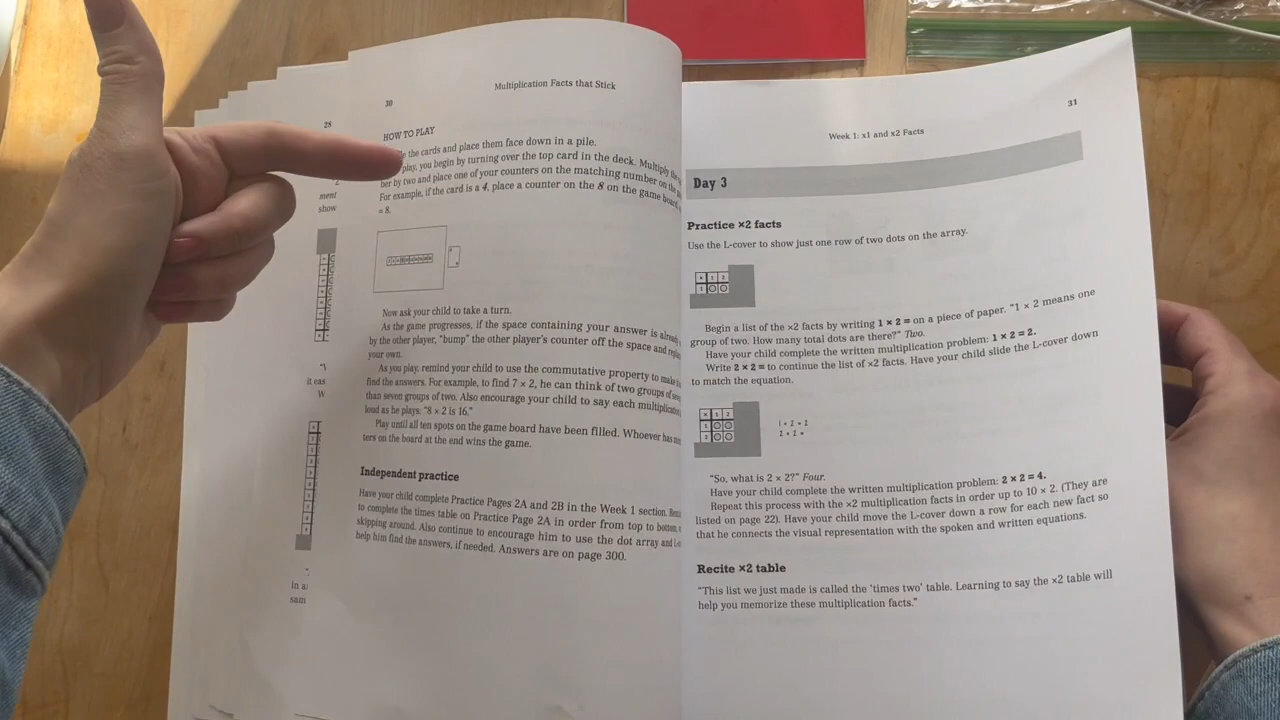 28
ment
show
it eas
W
in a
sam
30
Multiplication Facts that Stick
HOW TO PLAY
the cards and place them face down in a pile.
play, you begin by turning over the top card in the deck. Multiply
ber by two and place one of your counters on the matching number on the
For example, if the card is a 4, place a counter on the 8 on the game board
= 8.
Now ask your child to take a turn.
As the game progresses, if the space containing your answer is
by the other player, "bump" the other player's counter off the space and
your own.
As you play, remind your child to use the commutative property to make
find the answers. For example, to find 7 × 2, he can think of two groups of
than seven groups of two. Also encourage your child to say each
loud as he plays: "8 × 2 is 16."
Play until all ten spots on the game board have been filled. Whoever has
ters on the board at the end wins the game.
Independent practice
Have your child complete Practice Pages 2A and 2B in the Week 1 section.
to complete the times table on Practice Page 2A in order from top to bottom,
skipping around. Also continue to encourage him to use the dot array and
help him find the answers, if needed. Answers are on page 300.
31
Week 1: x1 and x2 Facts
Day 3
Practice ×2 facts
Use the L-cover to show just one row of two dots on the array.
× 1 2
1
Begin a list of the ×2 facts by writing 1 × 2 = on a piece of paper. "1 × 2 means one
group of two. How many total dots are there?" Two.
Have your child complete the written multiplication problem: 1 × 2 = 2.
Write 2 × 2 = to continue the list of ×2 facts. Have your child slide the L-cover down
to match the equation.
× 1 2
1
2
"So, what is 2 × 2?" Four.
Have your child complete the written multiplication problem: 2 × 2 = 4.
Repeat this process with the ×2 multiplication facts in order up to 10 × 2. (They are
listed on page 22). Have your child move the L-cover down a row for each new fact so
that he connects the visual representation with the spoken and written equations.
Recite ×2 table
"This list we just made is called the 'times two' table. Learning to say the ×2 table will
help you memorize these multiplication facts."